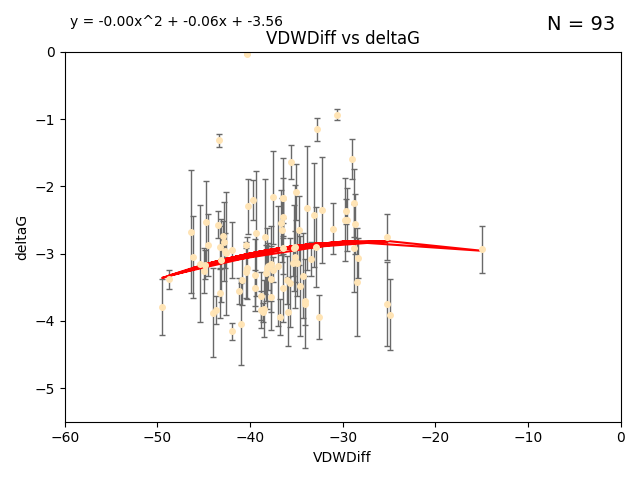 y = -0.00x^2 + -0.06x + -3.56
N = 93
VDWDiff vs deltaG
0
−1
−2
−3
−4
−5
deltaG
−60
−50
−40
−30
−20
−10
0
VDWDiff